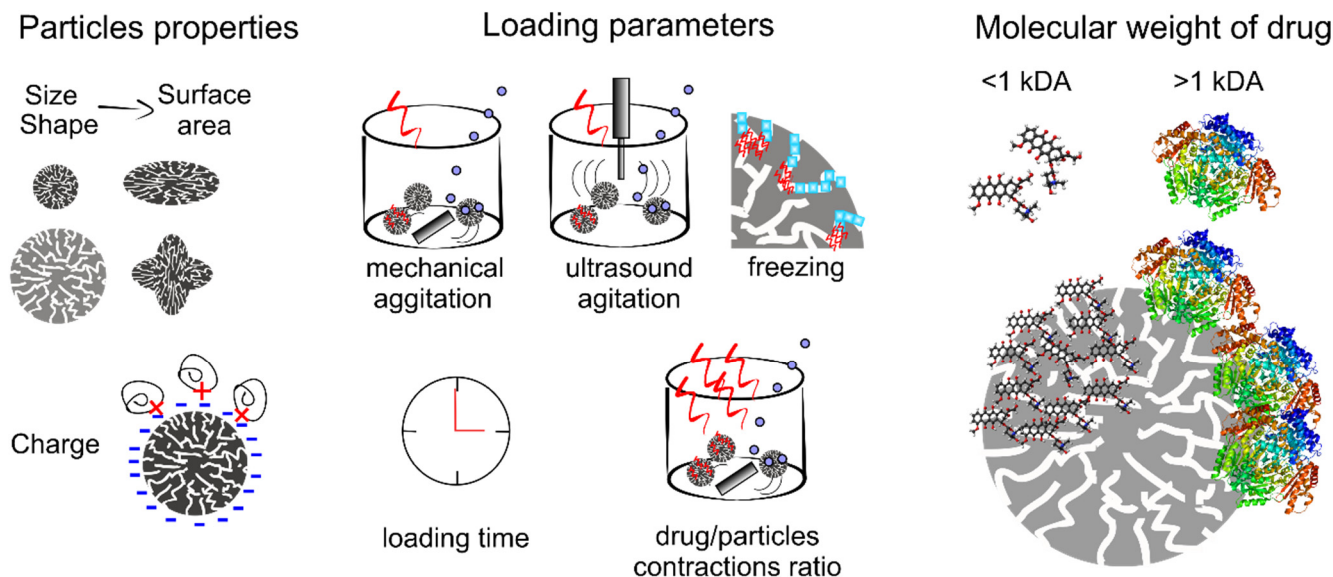 Particles properties
Size
Shape
Surface
area
Charge
Loading parameters
mechanical
aggitation
ultrasound
agitation
freezing
loading time
drug/particles
contractions ratio
Molecular weight of drug
<1 kDA
>1 kDA